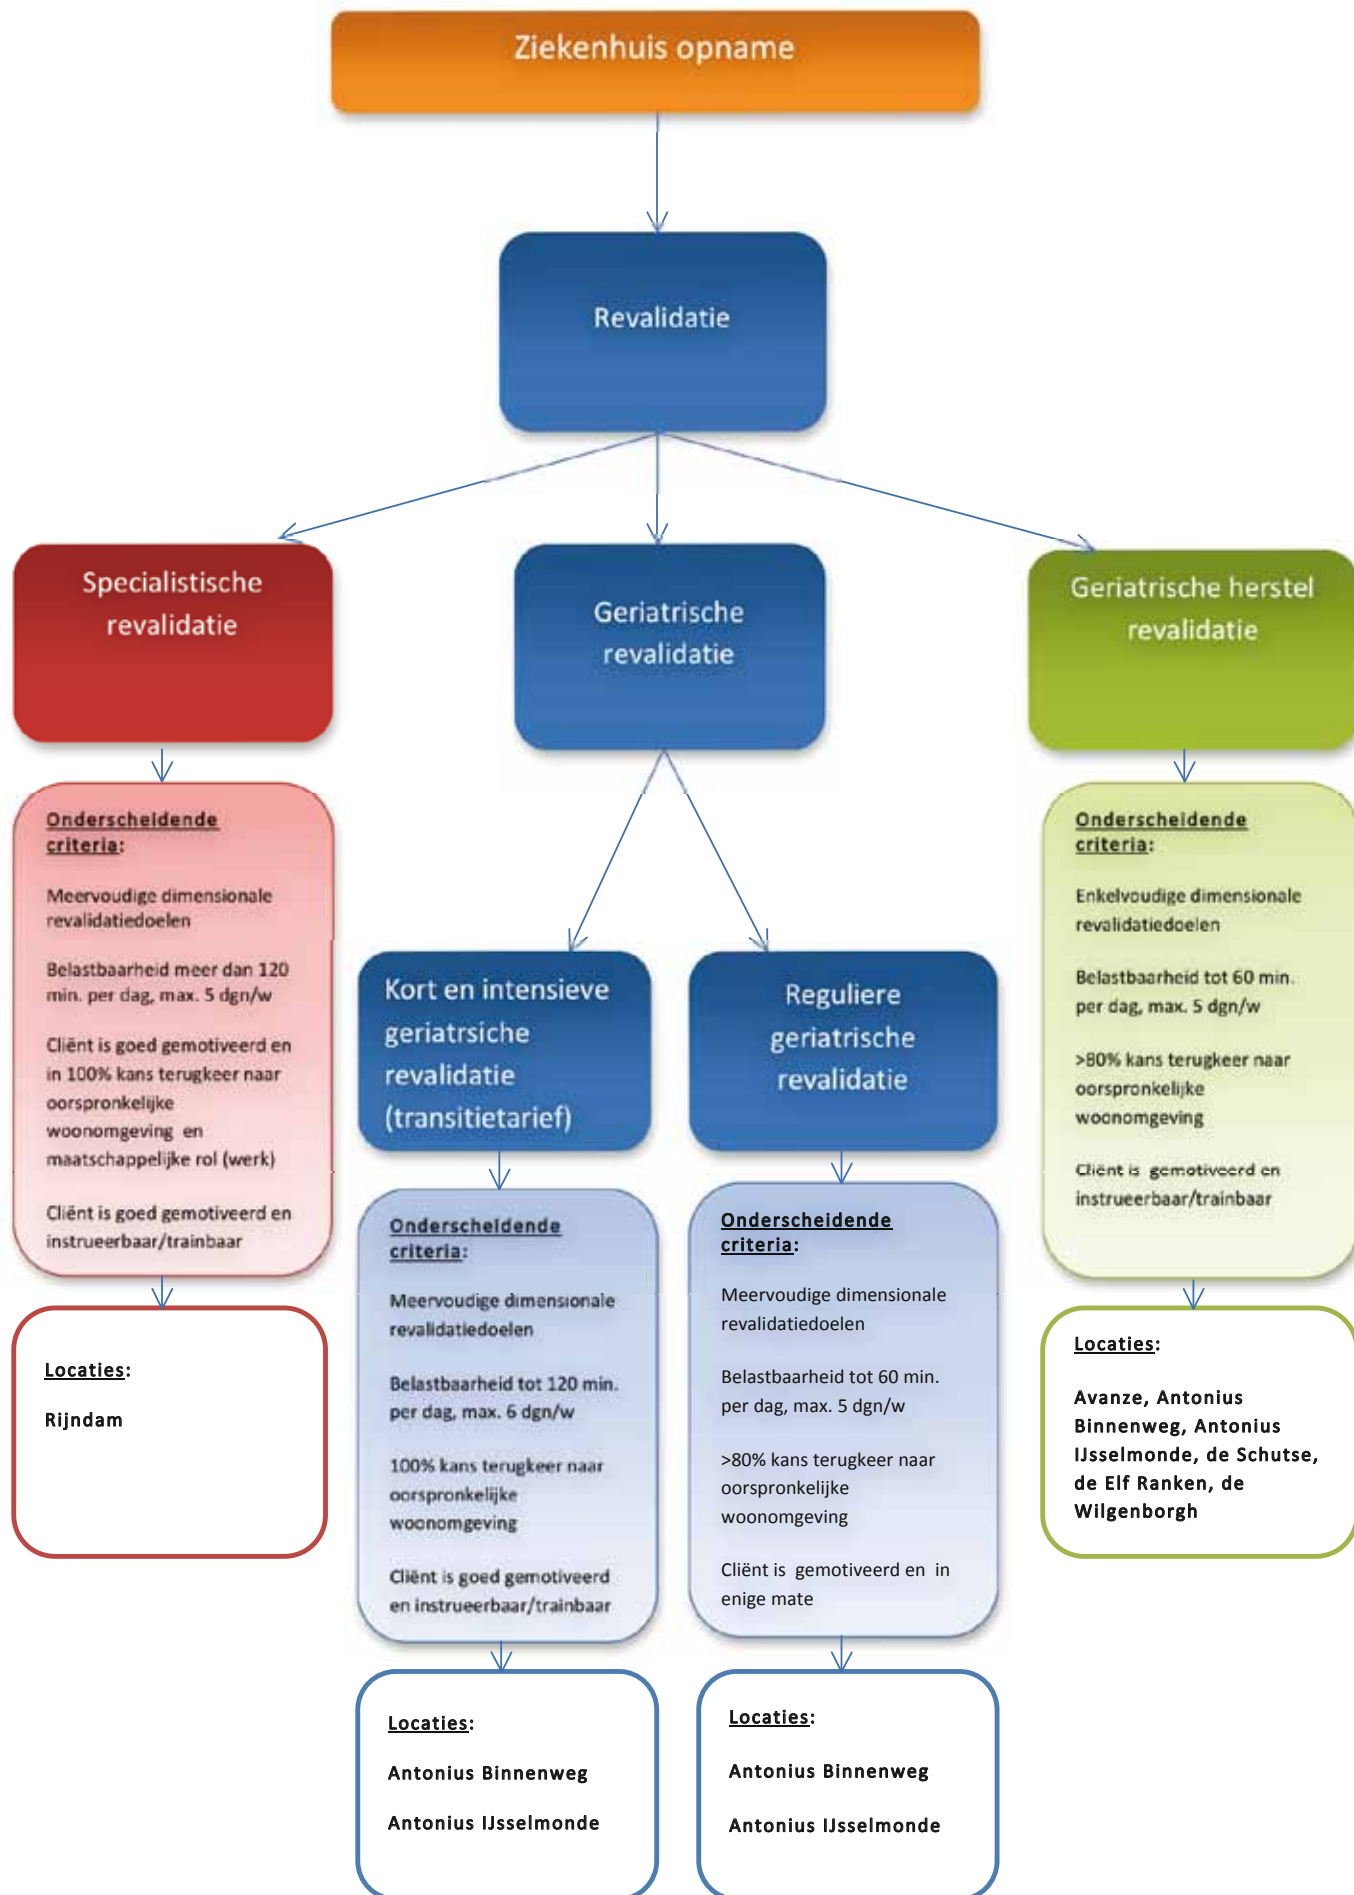 Ziekenhuis opname
Revalidatie
Specialistische
revalidatie
Geriatrische
revalidatie
Geriatrische herstel
revalidatie
Onderscheidende
criteria:
Meervoudige dimensionale
revalidatiedoelen
Belastbaarheid meer dan 120
min. per dag, max. 5 dgn/w
Cliënt is goed gemotiveerd en
in 100% kans terugkeer naar
oorspronkelijke
woonomgeving en
maatschappelijke rol (werk)
Cliënt is goed gemotiveerd en
instrueerbaar/trainbaar
Locaties:
Rijndam
Kort en intensieve
geriatrsiche
revalidatie
(transitietarief)
Onderscheidende
criteria:
Meervoudige dimensionale
revalidatiedoelen
Belastbaarheid tot 120 min.
per dag, max. 6 dgn/w
100% kans terugkeer naar
oorspronkelijke
woonomgeving
Cliënt is goed gemotiveerd
en instrueerbaar/trainbaar
Locaties:
Antonius Binnenweg
Antonius IJsselmonde
Reguliere
geriatrische
revalidatie
Onderscheidende
criteria:
Meervoudige dimensionale
revalidatiedoelen
Belastbaarheid tot 60 min.
per dag, max. 5 dgn/w
>80% kans terugkeer naar
oorspronkelijke
woonomgeving
Cliënt is gemotiveerd en in
enige mate
Locaties:
Antonius Binnenweg
Antonius IJsselmonde
Onderscheidende
criteria:
Enkelvoudige dimensionale
revalidatiedoelen
Belastbaarheid tot 60 min.
per dag, max. 5 dgn/w
>80% kans terugkeer naar
oorspronkelijke
woonomgeving
Cliënt is gemotiveerd en
instrueerbaar/trainbaar
Locaties:
Avanze, Antonius
Binnenweg, Antonius
IJsselmonde, de Schutse,
de Elf Ranken, de
Wilgenborgh